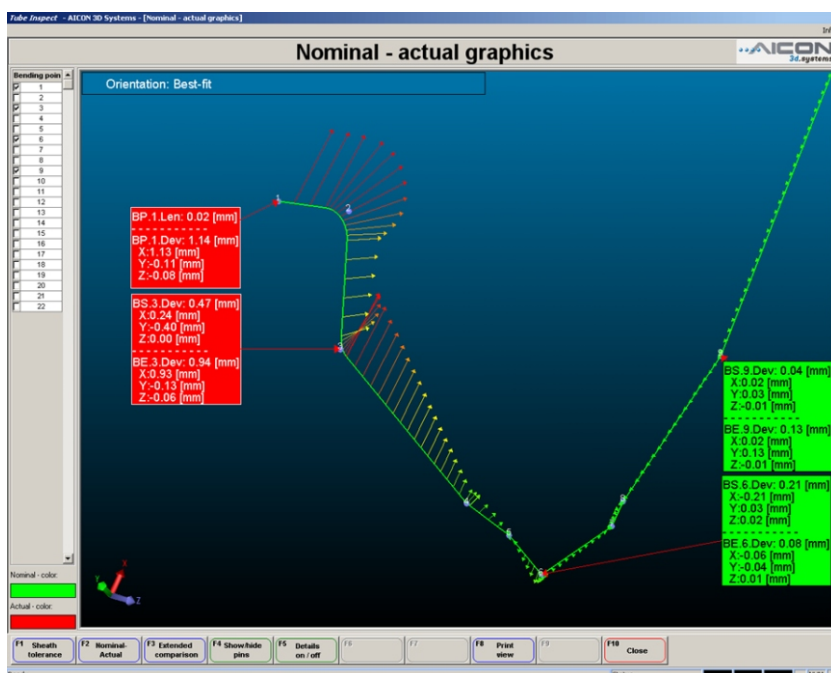 Tube Inspect - AICON 3D Systems - [Nominal - actual graphics]
Nominal - actual graphics
AICON
3d.systems
Bending poin
Orientation: Best-fit
1
2
3
4
5
6
7
8
9
10
11
12
13
14
15
16
17
18
19
20
21
22
1
2
BP.1.Len: 0.02 [mm]
BP.1.Dev: 1.14 [mm]
X:1.13 [mm]
Y:-0.11 [mm]
Z:-0.08 [mm]
BS.3.Dev: 0.47 [mm]
X:0.24 [mm]
Y:-0.40 [mm]
Z:0.00 [mm]
BE.3.Dev: 0.94 [mm]
X:0.93 [mm]
Y:-0.13 [mm]
Z:-0.06 [mm]
3
BS.9.Dev: 0.04 [mm]
X:0.02 [mm]
Y:0.03 [mm]
Z:-0.01 [mm]
BE.9.Dev: 0.13 [mm]
X:0.02 [mm]
Y:0.13 [mm]
Z:-0.01 [mm]
BS.6.Dev: 0.21 [mm]
X:-0.21 [mm]
Y:0.03 [mm]
Z:0.02 [mm]
BE.6.Dev: 0.08 [mm]
X:-0.06 [mm]
Y:-0.04 [mm]
Z:0.01 [mm]
5
6
X
Y
Z
Nominal - color:
Actual - color:
F1 Sheath tolerance
F2 Nominal-Actual
F3 Extended comparison
F4 Show/hide pins
F5 Details on / off
F6
F7
F8 Print view
F9
F10 Close